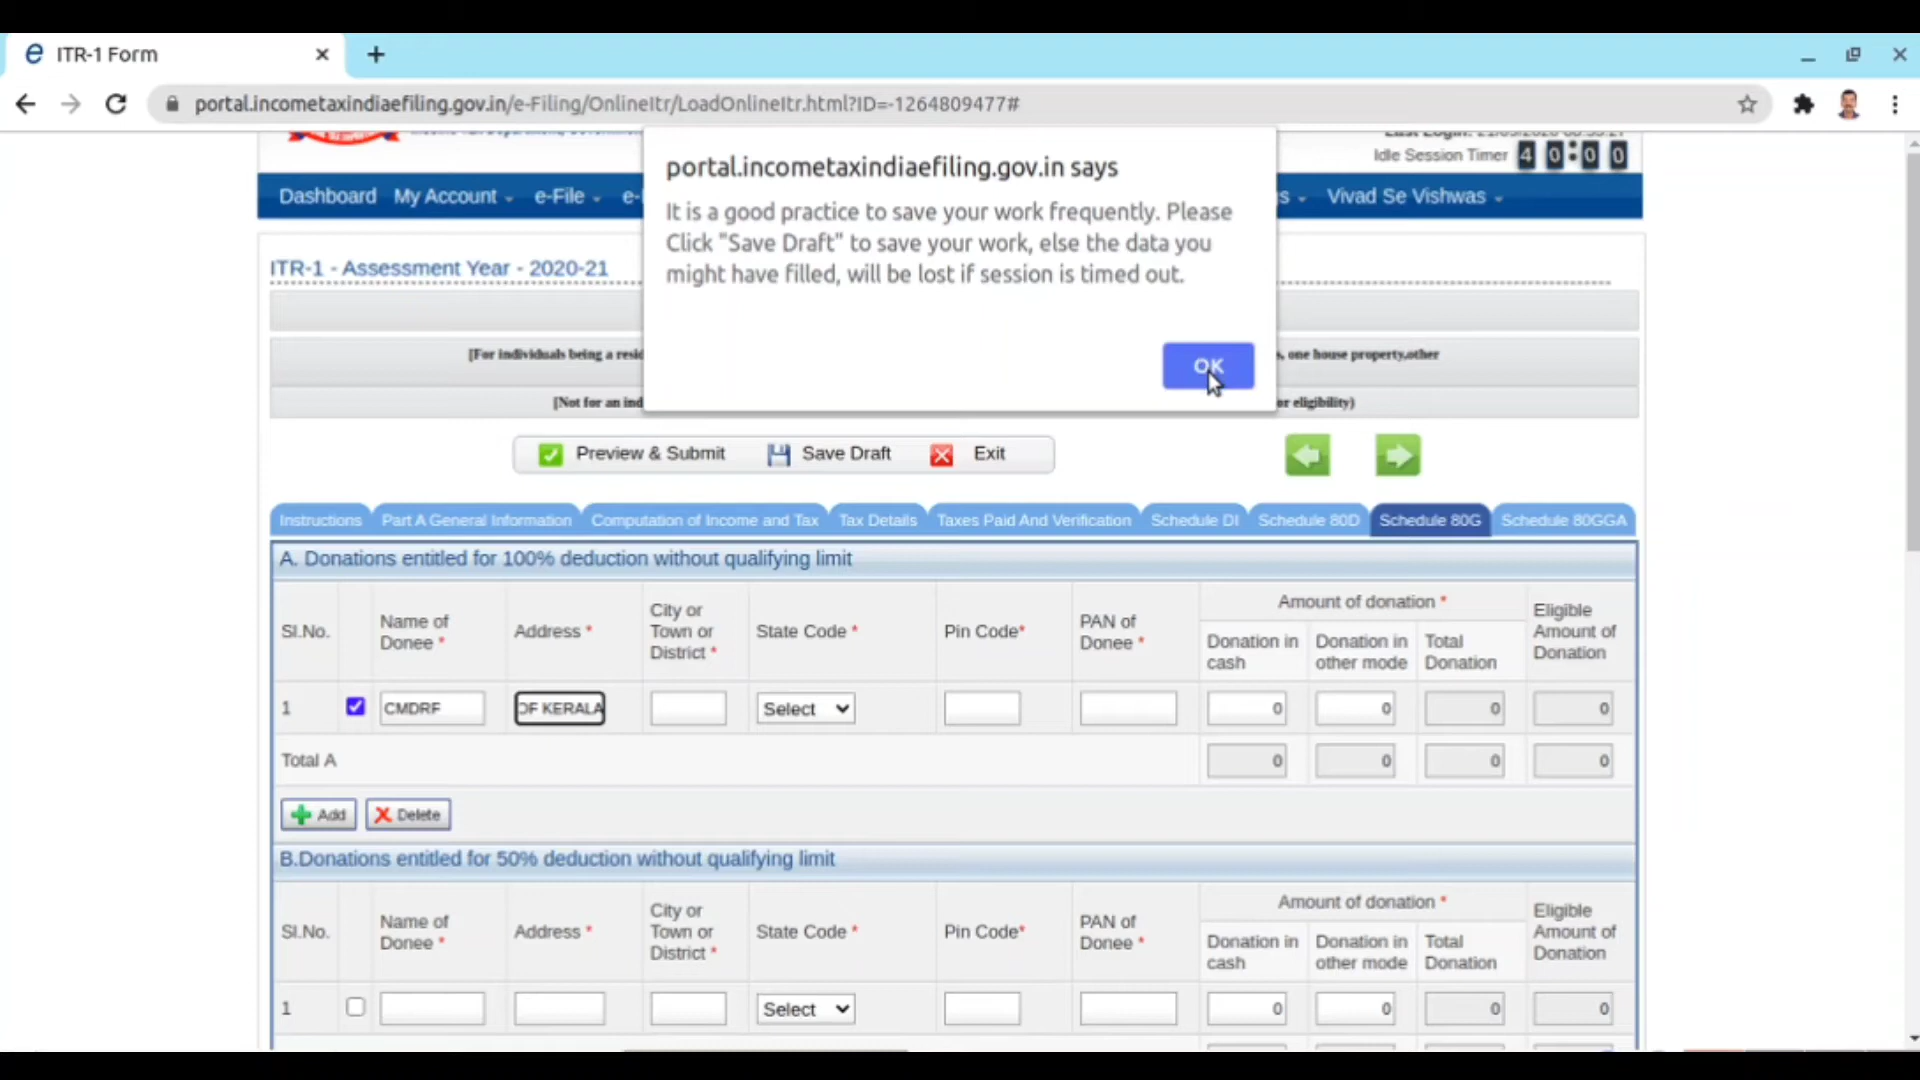 ITR-1 Form
portal.incometaxindiaefiling.gov.in/e-Filing/OnlineItr/LoadOnlineItr.html?ID=-1264809477#
portal.incometaxindiaefiling.gov.in says
It is a good practice to save your work frequently. Please
Click "Save Draft" to save your work, else the data you
might have filled, will be lost if session is timed out.
OK
Idle Session Timer 40:00
Dashboard My Account e-File Vivad Se Vishwas
ITR-1 - Assessment Year - 2020-21
[For individuals being a , one house property,other
[Not for an or eligibility)
Preview & Submit Save Draft Exit
Instructions Part A General Information Computation of Income and Tax Tax Details Taxes Paid And Verification Schedule DI Schedule 80D Schedule 80G Schedule 80GGA
A. Donations entitled for 100% deduction without qualifying limit
Sl.No. Name of Donee * Address * City or Town or District * State Code * Pin Code* PAN of Donee * Amount of donation * Eligible Amount of Donation
Donation in cash Donation in other mode Total Donation
1 CMDRF OF KERALA Select 0 0 0 0
Total A 0 0 0 0
Add Delete
B.Donations entitled for 50% deduction without qualifying limit
Sl.No. Name of Donee * Address * City or Town or District * State Code * Pin Code* PAN of Donee * Amount of donation * Eligible Amount of Donation
Donation in cash Donation in other mode Total Donation
1 Select 0 0 0 0